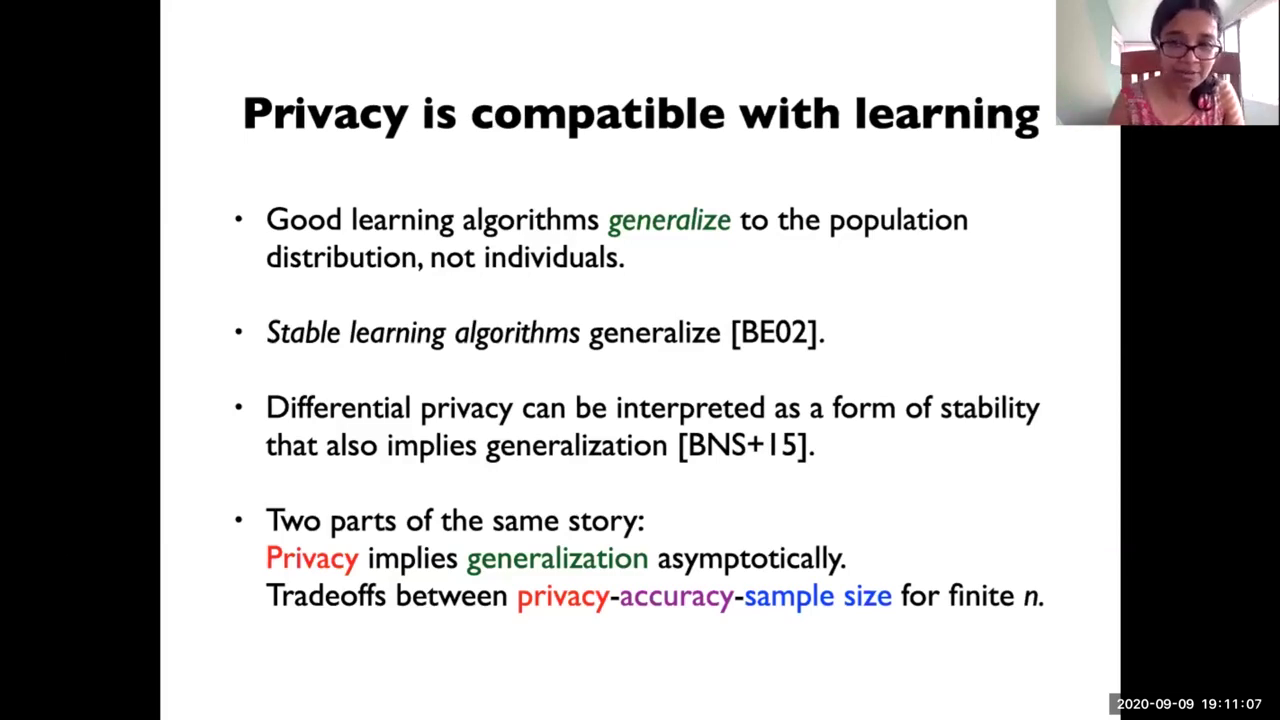 Privacy is compatible with learning
• Good learning algorithms generalize to the population
distribution, not individuals.
• Stable learning algorithms generalize [BE02].
• Differential privacy can be interpreted as a form of stability
that also implies generalization [BNS+15].
• Two parts of the same story:
Privacy implies generalization asymptotically.
Tradeoffs between privacy-accuracy-sample size for finite n.
2020-09-09 19:11:07